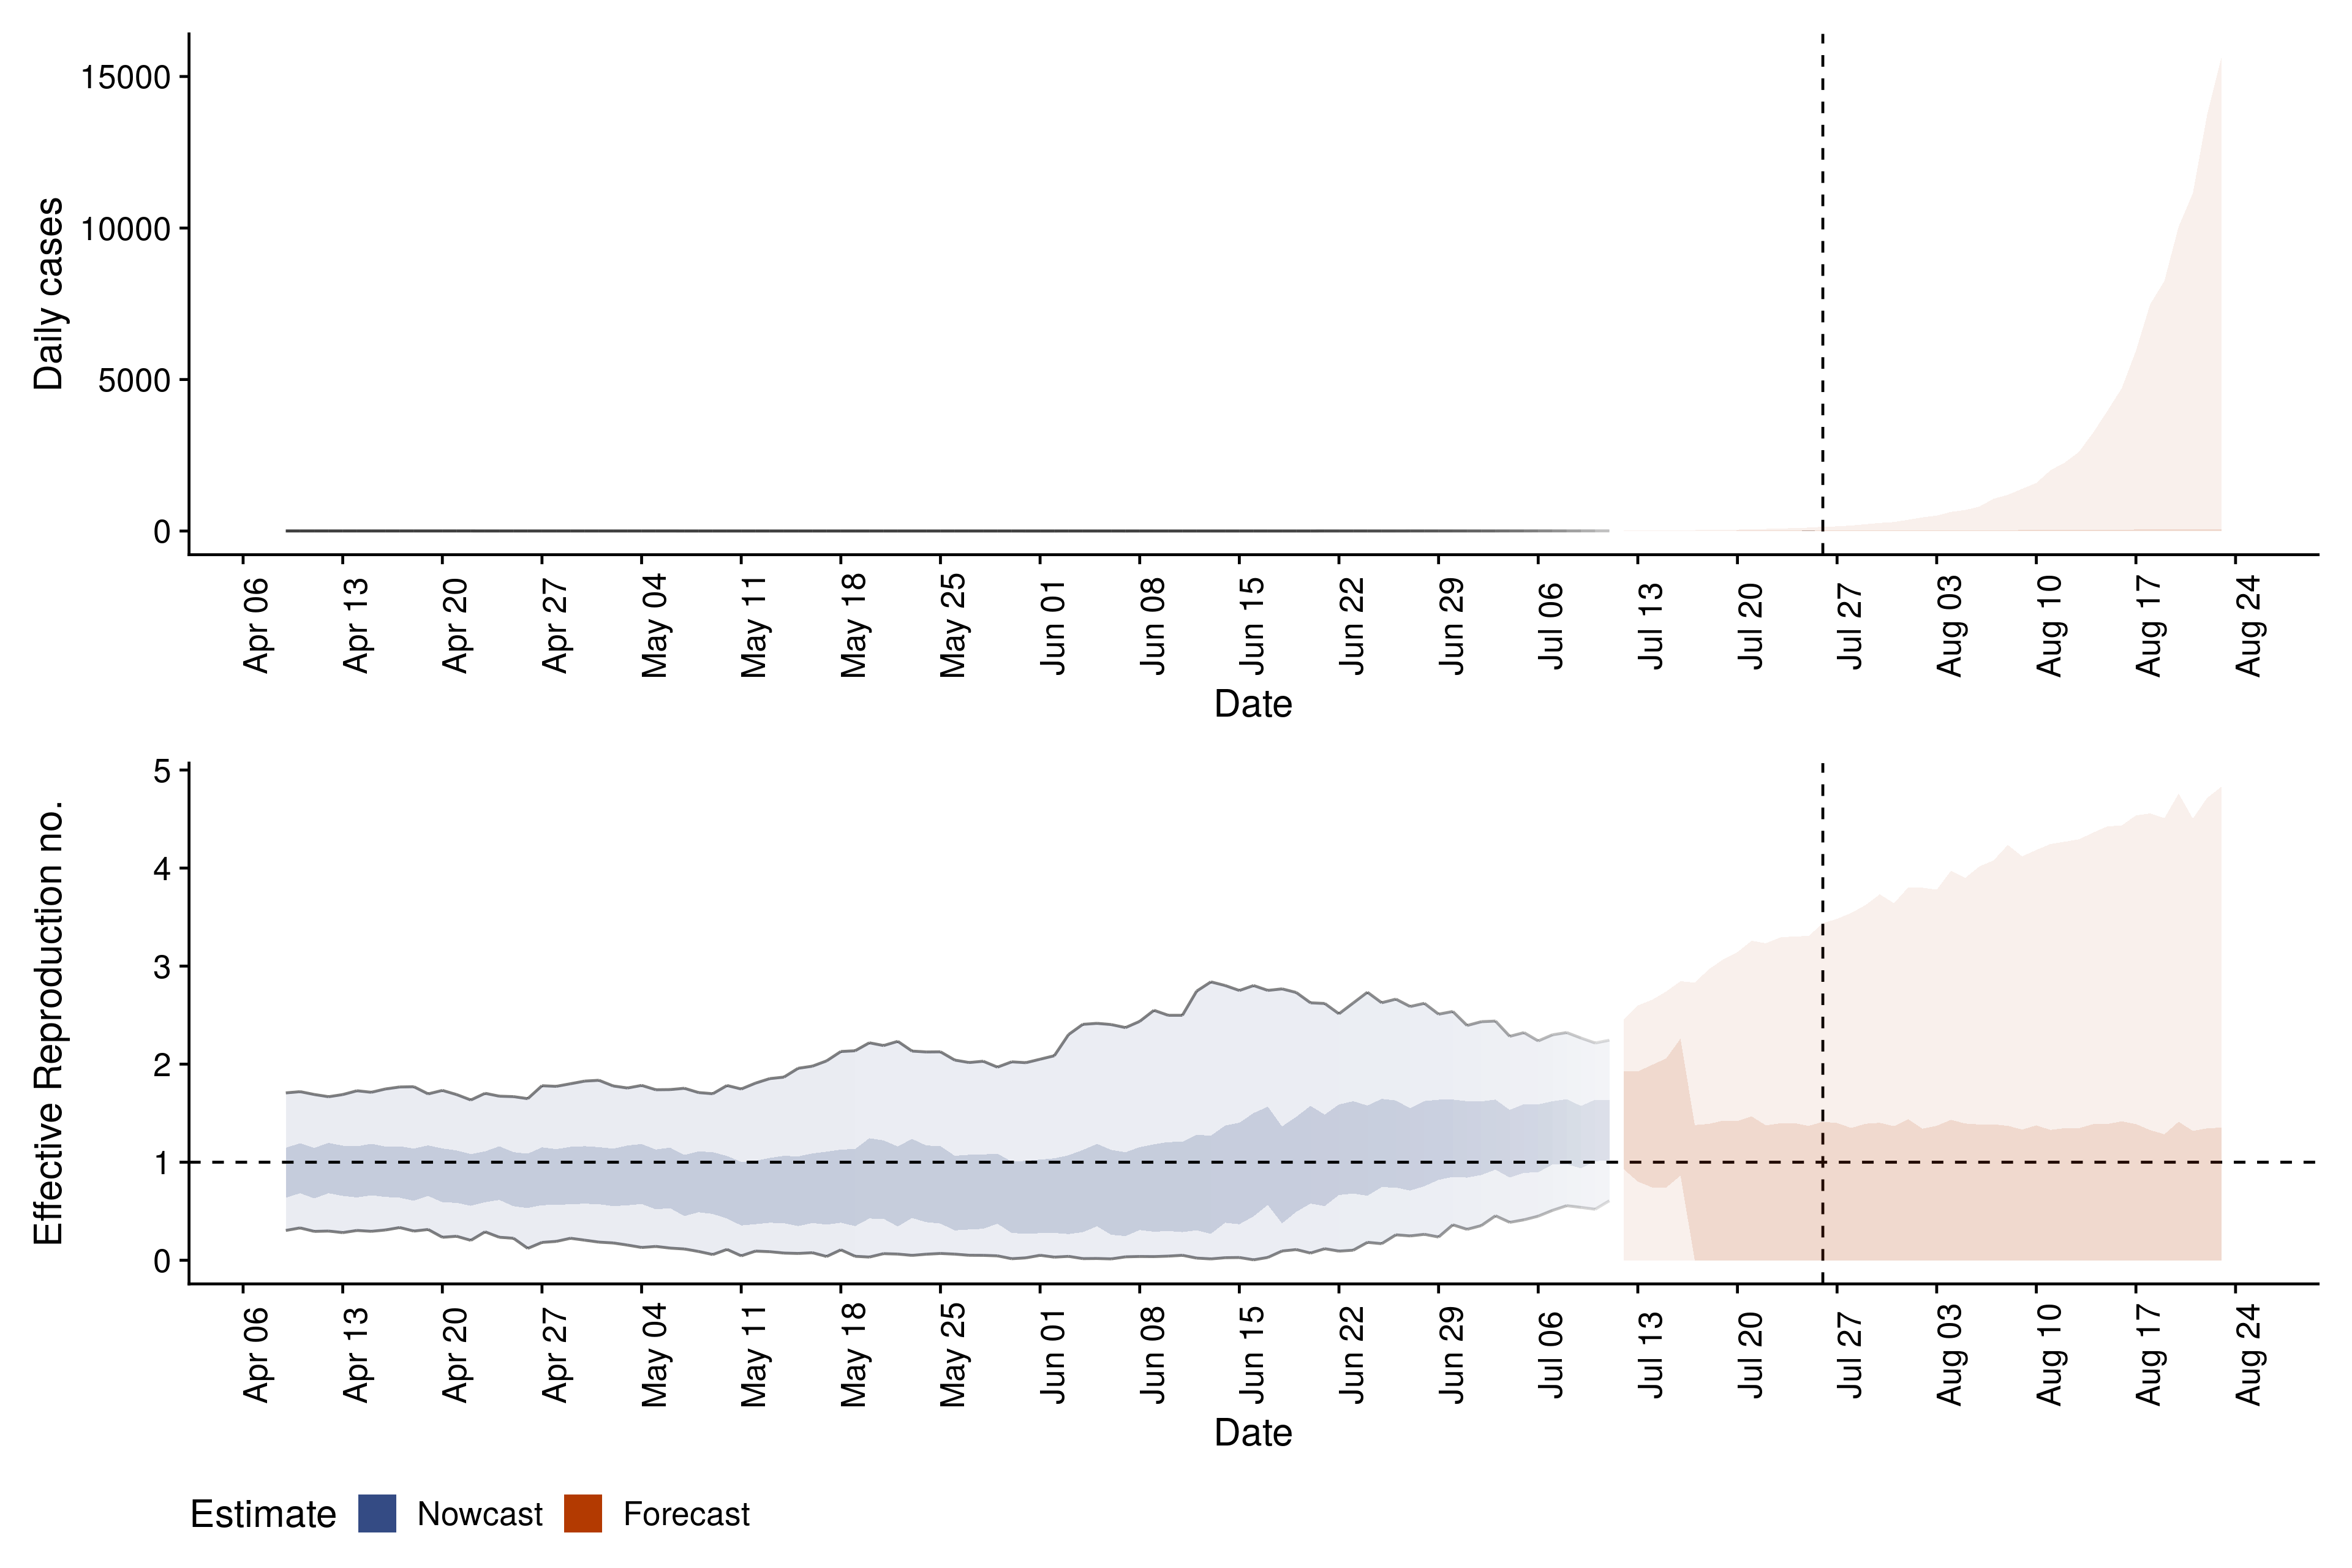 Daily cases
15000
10000
5000
0
Apr 06
Apr 13
Apr 20
Apr 27
May 04
May 11
May 18
May 25
Jun 01
Jun 08
Jun 15
Jun 22
Jun 29
Jul 06
Jul 13
Jul 20
Jul 27
Aug 03
Aug 10
Aug 17
Aug 24
Date
Effective Reproduction no.
5
4
3
2
1
0
Apr 06
Apr 13
Apr 20
Apr 27
May 04
May 11
May 18
May 25
Jun 01
Jun 08
Jun 15
Jun 22
Jun 29
Jul 06
Jul 13
Jul 20
Jul 27
Aug 03
Aug 10
Aug 17
Aug 24
Date
Estimate Nowcast Forecast